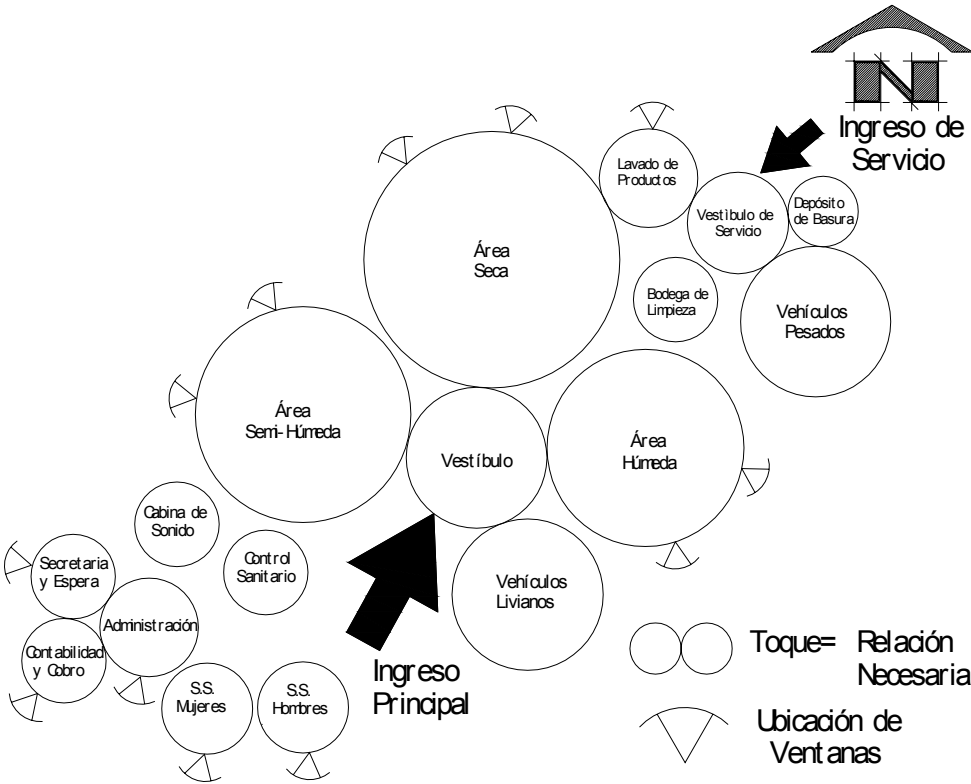 N
Ingreso de
Servicio
Lavado de
Productos
Vestìbulo de
Servicio
Depósito
de Basura
Área
Seca
Bodega de
Limpieza
Vehículos
Pesados
Área
Semi-Húmeda
Vestíbulo
Área
Húmeda
Cabina de
Sonido
Control
Sanitario
Secretaria
y Espera
Vehículos
Livianos
Administración
Contabilidad
y Cobro
S.S.
Mujeres
S.S.
Hombres
Ingreso
Principal
Toque= Relación
Necesaria
Ubicación de
Ventanas